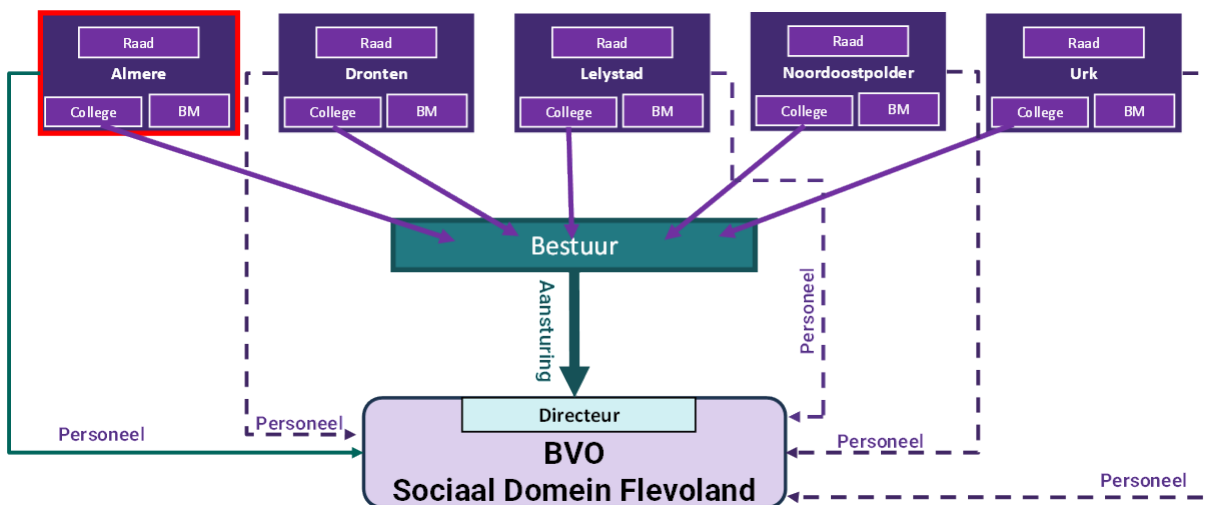 Raad
Almere
College
BM
Raad
Dronten
College
BM
Raad
Lelystad
College
BM
Raad
Noordoostpolder
College
BM
Raad
Urk
College
BM
Bestuur
Aansturing
Personeel
Directeur
Personeel
Personeel
Personeel
BVO
Sociaal Domein Flevoland
Personeel